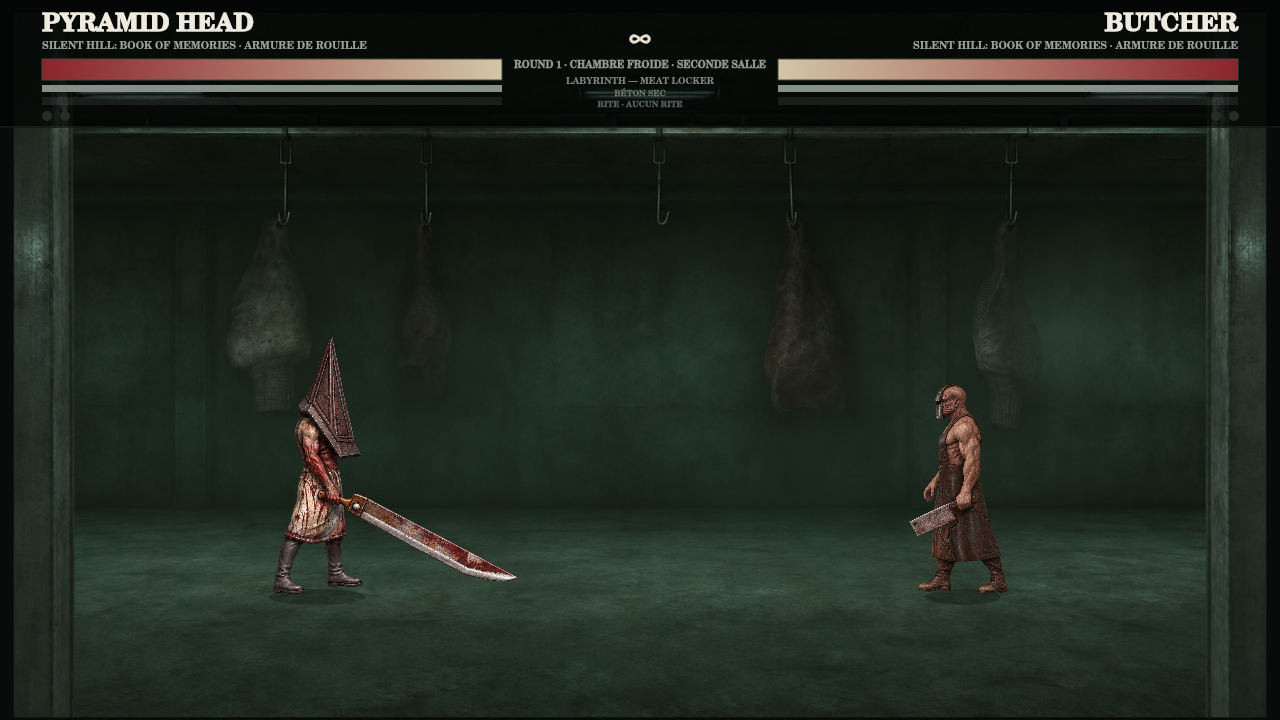 PYRAMID HEAD
SILENT HILL: BOOK OF MEMORIES · ARMURE DE ROUILLE
∞
ROUND 1 · CHAMBRE FROIDE · SECONDE SALLE
LABYRINTH — MEAT LOCKER
BÉTON SEC
RITE · AUCUN RITE
BUTCHER
SILENT HILL: BOOK OF MEMORIES · ARMURE DE ROUILLE